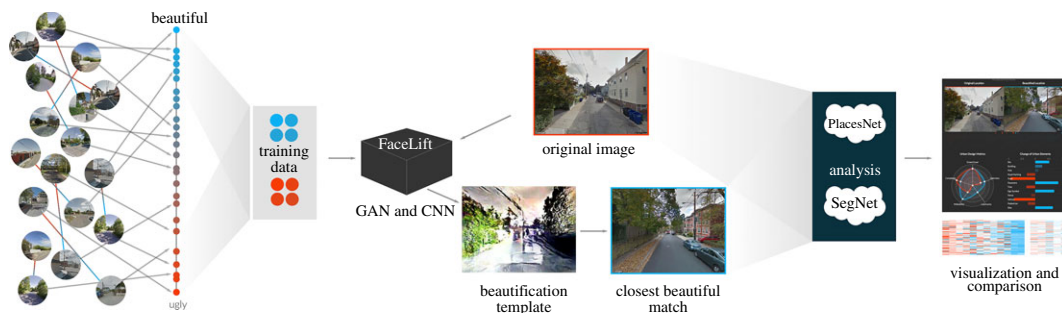 beautiful
ugly
training
data
FaceLift
GAN and CNN
original image
beautification
template
closest beautiful
match
PlacesNet
analysis
SegNet
visualization and
comparison